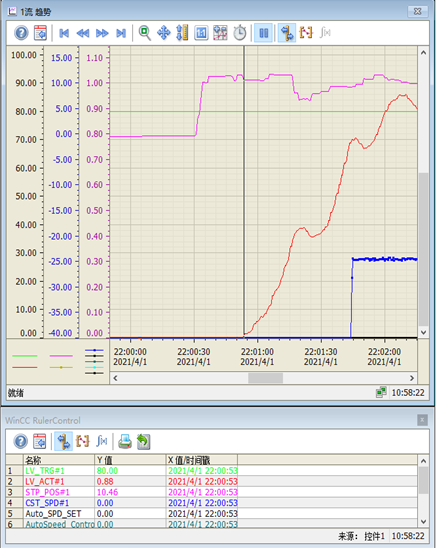 1流 趋势
100.00 15.00 1.10
90.00 10.00 1.00
80.00 5.00 0.90
70.00 0.00 0.80
60.00 -5.00 0.70
50.00 -10.00 0.60
40.00 -15.00 0.50
30.00 -20.00 0.40
20.00 -25.00 0.30
10.00 -30.00 0.20
0.00 -35.00 0.10
-40.00 0.00
22:00:00 22:00:30 22:01:00 22:01:30 22:02:00
2021/4/1 2021/4/1 2021/4/1 2021/4/1 2021/4/1
就绪 10:58:22
WinCC RulerControl
名称 Y 值 X 值/时间戳
1 LV_TRG#1 80.00 2021/4/1 22:00:53
2 LV_ACT#1 0.88 2021/4/1 22:00:53
3 STP_POS#1 10.46 2021/4/1 22:00:53
4 CST_SPD#1 0.00 2021/4/1 22:00:53
5 Auto_SPD_SET 0.00 2021/4/1 22:00:53
6 AutoSpeed_Contro 0.00 2021/4/1 22:00:53
来源: 控件1 10:58:22